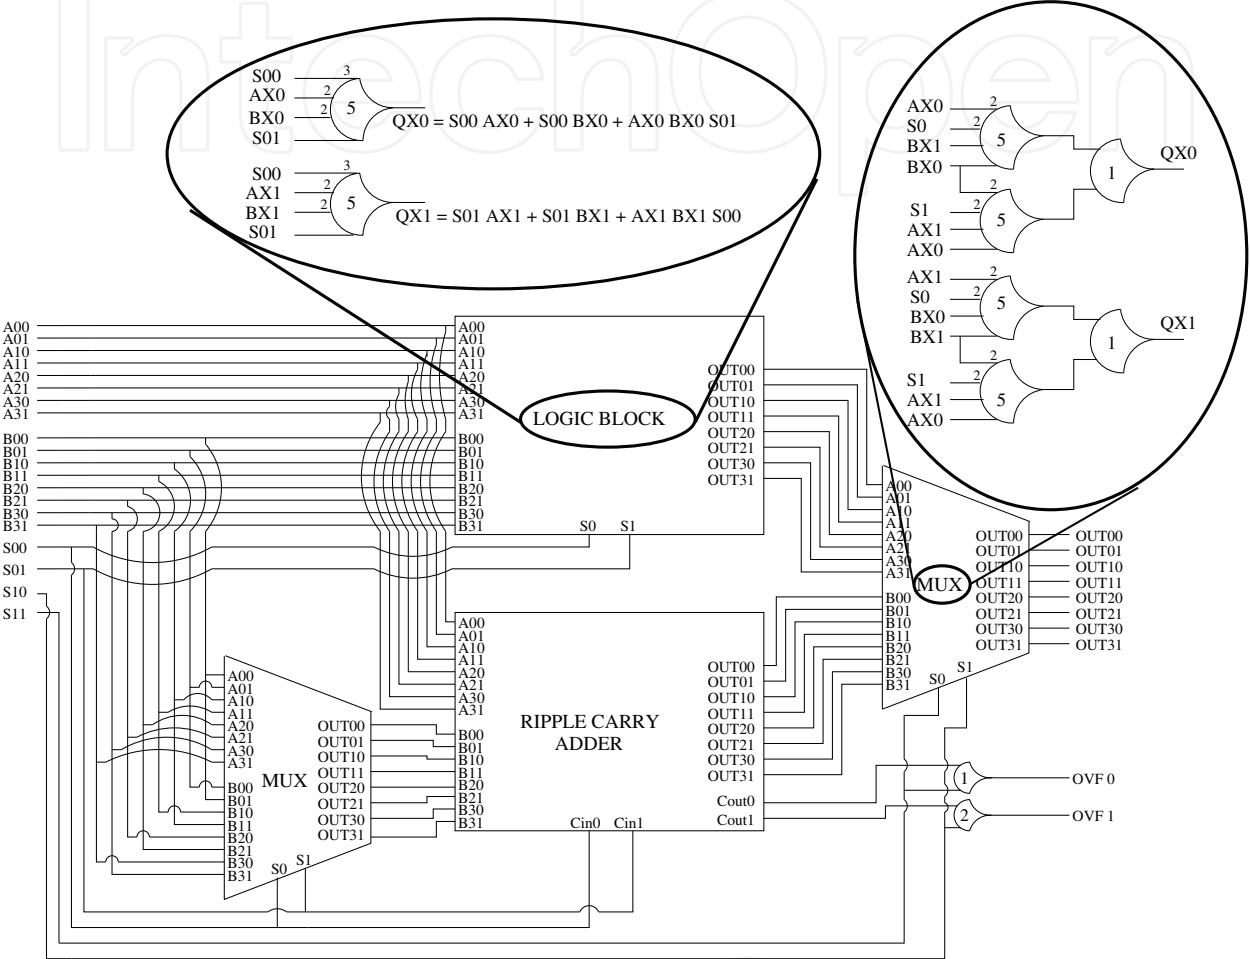 IntechOpen
S00
3
AX0
2
BX0
2
5
S01
QX0 = S00 AX0 + S00 BX0 + AX0 BX0 S01
S00
3
AX1
2
BX1
2
5
S01
QX1 = S01 AX1 + S01 BX1 + AX1 BX1 S00
AX0
2
S0
2
BX1
5
BX0
2
S1
2
AX1
5
AX0
1
QX0
AX1
2
S0
2
BX0
5
BX1
2
S1
2
AX1
5
AX0
1
QX1
A00
A01
A10
A11
A20
A21
A30
A31
B00
B01
B10
B11
B20
B21
B30
B31
S00
S01
S10
S11
A00
A01
A10
A11
A20
A21
A30
A31
B00
B01
B10
B11
B20
B21
B30
B31
LOGIC BLOCK
S0
S1
OUT00
OUT01
OUT10
OUT11
OUT20
OUT21
OUT30
OUT31
A00
A01
A10
A11
A20
A21
A30
A31
B00
B01
B10
B11
B20
B21
B30
B31
MUX
S0
S1
OUT00
OUT01
OUT10
OUT11
OUT20
OUT21
OUT30
OUT31
OUT00
OUT01
OUT10
OUT11
OUT20
OUT21
OUT30
OUT31
A00
A01
A10
A11
A20
A21
A30
A31
B00
B01
B10
B11
B20
B21
B30
B31
MUX
S0
S1
OUT00
OUT01
OUT10
OUT11
OUT20
OUT21
OUT30
OUT31
A00
A01
A10
A11
A20
A21
A30
A31
B00
B01
B10
B11
B20
B21
B30
B31
RIPPLE CARRY
ADDER
Cin0
Cin1
OUT00
OUT01
OUT10
OUT11
OUT20
OUT21
OUT30
OUT31
Cout0
Cout1
1
OVF 0
2
OVF 1